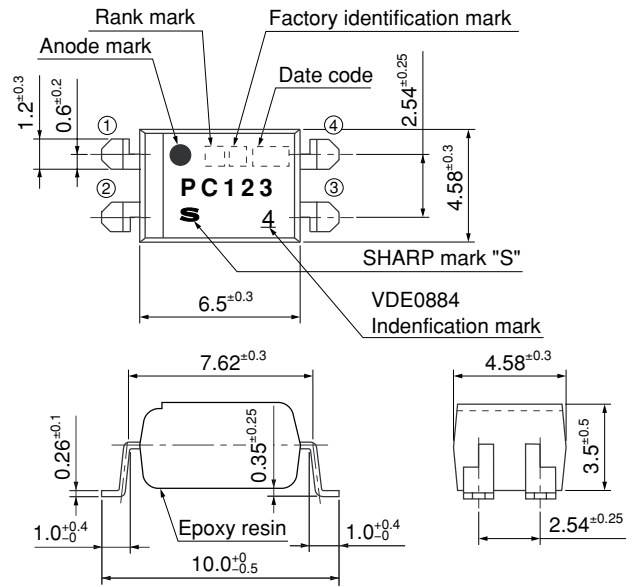 Rank mark
Factory identification mark
Anode mark
Date code
1.2±0.3
0.6±0.2
2.54±0.25
①
④
PC123
4.58±0.3
②
③
S
4
SHARP mark "S"
6.5±0.3
VDE0884
Indenfication mark
7.62±0.3
4.58±0.3
0.26±0.1
0.35±0.25
3.5±0.5
Epoxy resin
1.0+0.4
-0
1.0+0.4
-0
10.0+0
-0.5
2.54±0.25